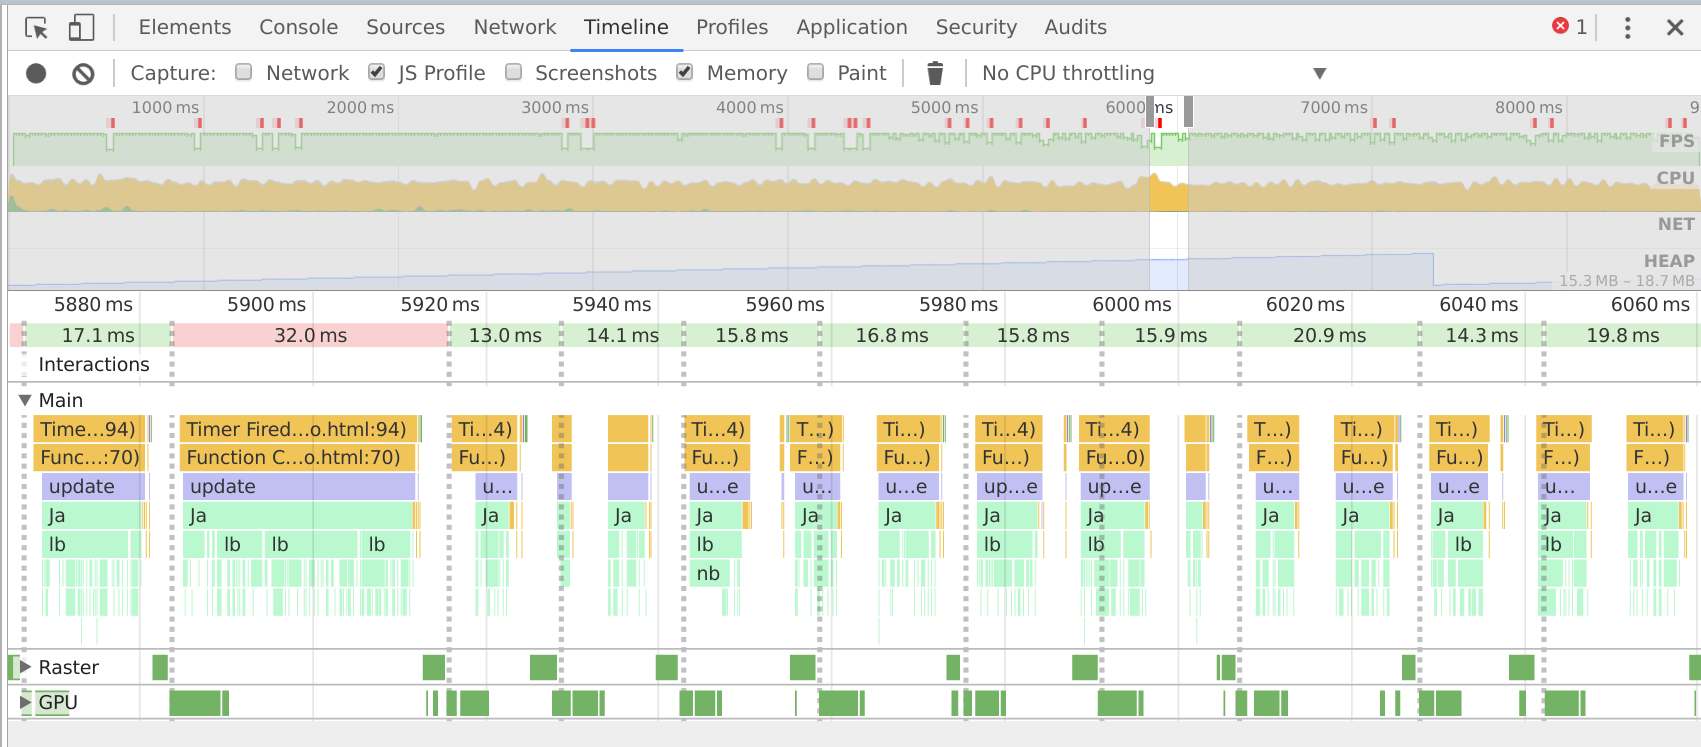 Elements Console Sources Network Timeline Profiles Application Security Audits 1
Capture: Network JS Profile Screenshots Memory Paint No CPU throttling
1000 ms 2000 ms 3000 ms 4000 ms 5000 ms 6000 ms 7000 ms 8000 ms 9
FPS
CPU
NET
HEAP
15.3 MB – 18.7 MB
5880 ms 5900 ms 5920 ms 5940 ms 5960 ms 5980 ms 6000 ms 6020 ms 6040 ms 6060 ms
17.1 ms 32.0 ms 13.0 ms 14.1 ms 15.8 ms 16.8 ms 15.8 ms 15.9 ms 20.9 ms 14.3 ms 19.8 ms
Interactions
Main
Time...94) Timer Fired...o.html:94) Ti...4) Ti...4) T...) Ti...) Ti...4) Ti...4) T...) Ti...) Ti...) Ti...) Ti...)
Func...:70) Function C...o.html:70) Fu...) Fu...) F...) Fu...) Fu...) Fu...0) F...) Fu...) Fu...) F...) F...)
update update u... u...e u... u...e up...e up...e u... u...e u...e u... u...e
Ja Ja Ja Ja Ja Ja Ja Ja Ja Ja Ja Ja Ja Ja
lb lb lb lb lb lb lb lb lb
nb
Raster
GPU